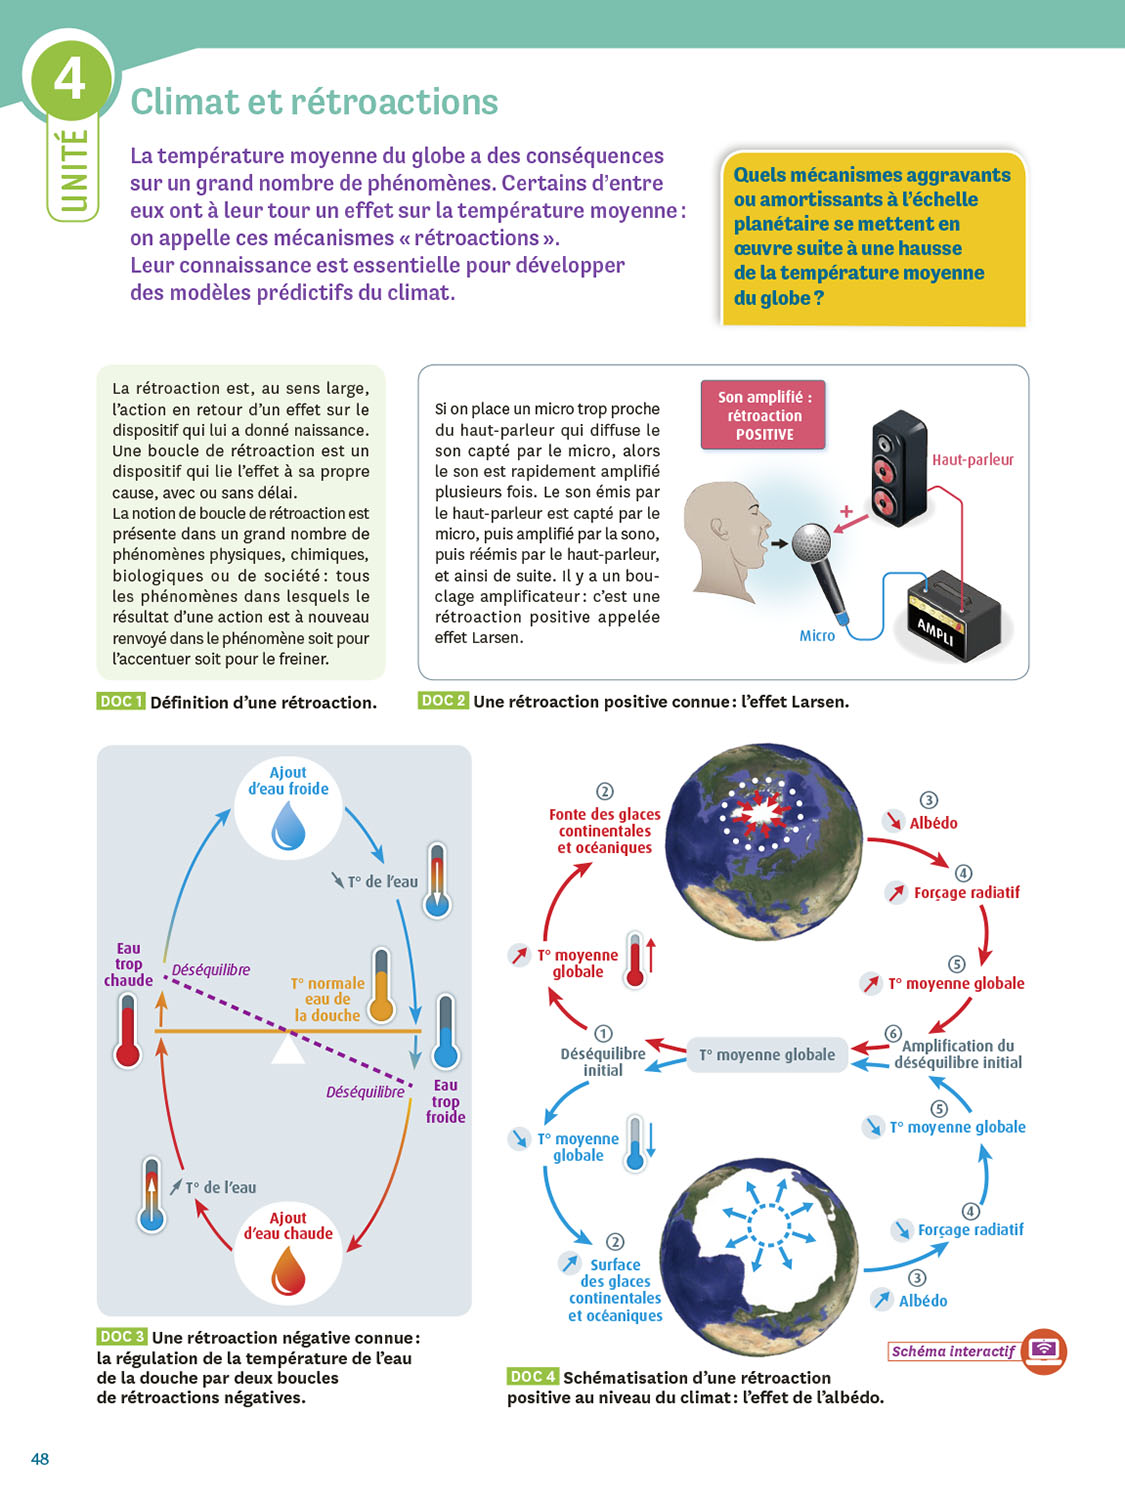 4
UNITÉ
Climat et rétroactions
La température moyenne du globe a des conséquences
sur un grand nombre de phénomènes. Certains d'entre
eux ont à leur tour un effet sur la température moyenne :
on appelle ces mécanismes « rétroactions ».
Leur connaissance est essentielle pour développer
des modèles prédictifs du climat.
Quels mécanismes aggravants
ou amortissants à l'échelle
planétaire se mettent en
œuvre suite à une hausse
de la température moyenne
du globe ?
La rétroaction est, au sens large,
l'action en retour d'un effet sur le
dispositif qui lui a donné naissance.
Une boucle de rétroaction est un
dispositif qui lie l'effet à sa propre
cause, avec ou sans délai.
La notion de boucle de rétroaction est
présente dans un grand nombre de
phénomènes physiques, chimiques,
biologiques ou de société : tous
les phénomènes dans lesquels le
résultat d'une action est à nouveau
renvoyé dans le phénomène soit pour
l'accentuer soit pour le freiner.
DOC 1 Définition d'une rétroaction.
Si on place un micro trop proche
du haut-parleur qui diffuse le
son capté par le micro, alors
le son est rapidement amplifié
plusieurs fois. Le son émis par
le haut-parleur est capté par le
micro, puis amplifié par la sono,
puis réémis par le haut-parleur,
et ainsi de suite. Il y a un bou-
clage amplificateur : c'est une
rétroaction positive appelée
effet Larsen.
Son amplifié :
rétroaction
POSITIVE
Haut-parleur
+
Micro
AMPLI
DOC 2 Une rétroaction positive connue : l'effet Larsen.
Ajout
d'eau froide
T° de l'eau
Eau
trop
chaude
Déséquilibre
T° normale
eau de
la douche
Déséquilibre
Eau
trop
froide
T° de l'eau
Ajout
d'eau chaude
DOC 3 Une rétroaction négative connue :
la régulation de la température de l'eau
de la douche par deux boucles
de rétroactions négatives.
2
Fonte des glaces
continentales
et océaniques
3
Albédo
4
Forçage radiatif
T° moyenne
globale
5
T° moyenne globale
1
Déséquilibre
initial
T° moyenne globale
6
Amplification du
déséquilibre initial
T° moyenne
globale
5
T° moyenne globale
4
Forçage radiatif
2
Surface
des glaces
continentales
et océaniques
3
Albédo
Schéma interactif
DOC 4 Schématisation d'une rétroaction
positive au niveau du climat : l'effet de l'albédo.
48